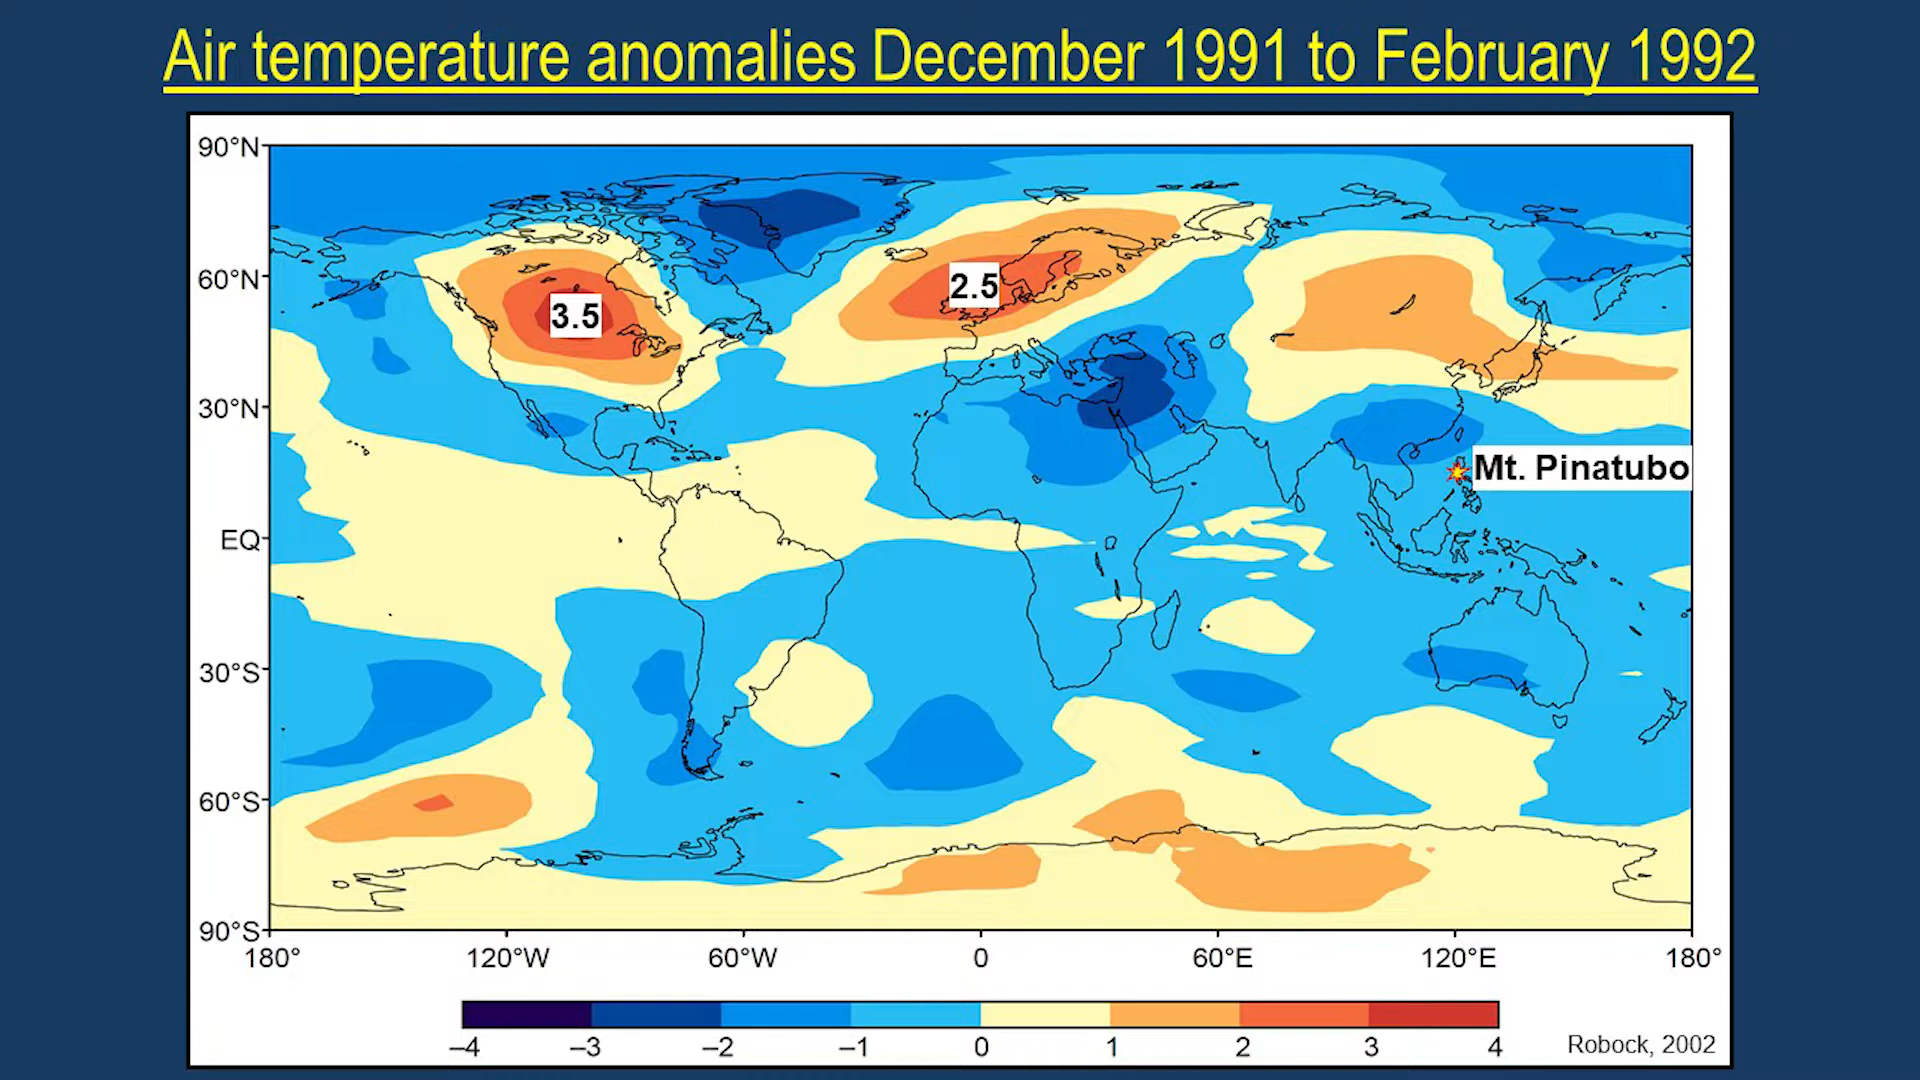 Air temperature anomalies December 1991 to February 1992
90°N
60°N
30°N
EQ
30°S
60°S
90°S
3.5
2.5
Mt. Pinatubo
180° 120°W 60°W 0 60°E 120°E 180°
–4 –3 –2 –1 0 1 2 3 4
Robock, 2002